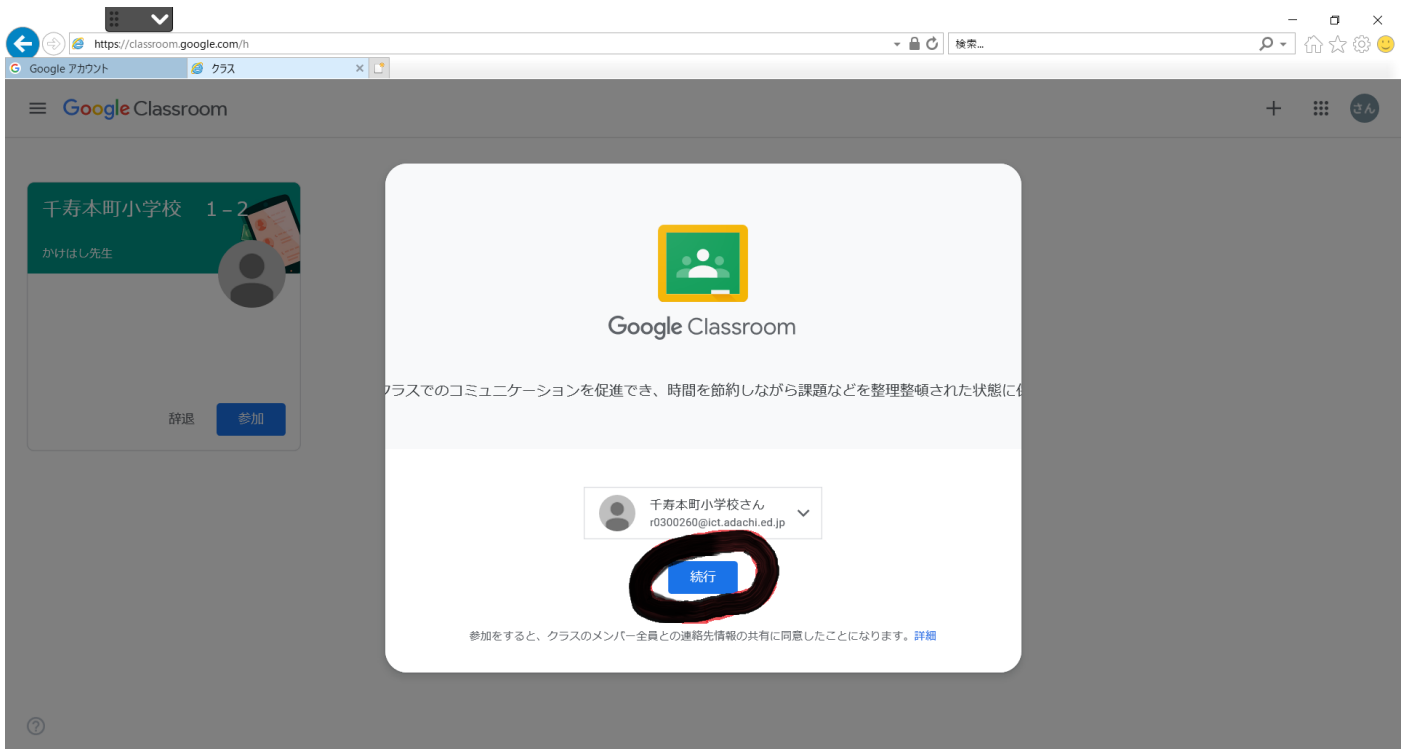 https://classroom.google.com/h
検索...
Google アカウント
クラス
Google Classroom
さん
千寿本町小学校 1－2
かけはし先生
辞退
参加
Google Classroom
クラスでのコミュニケーションを促進でき、時間を節約しながら課題などを整理整頓された状態に
千寿本町小学校さん
r0300260@ict.adachi.ed.jp
続行
参加をすると、クラスのメンバー全員との連絡先情報の共有に同意したことになります。詳細